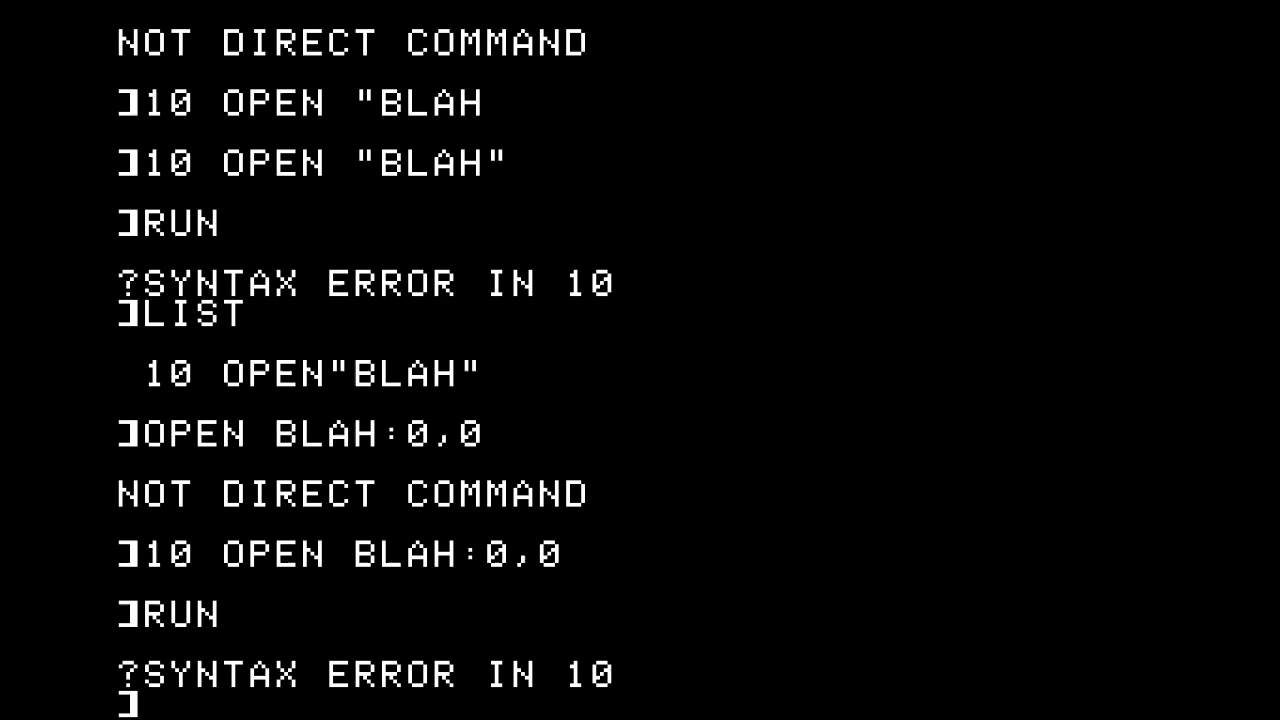 NOT DIRECT COMMAND
]10 OPEN "BLAH
]10 OPEN "BLAH"
]RUN
?SYNTAX ERROR IN 10
]LIST
 10 OPEN"BLAH"
]OPEN BLAH:0,0
NOT DIRECT COMMAND
]10 OPEN BLAH:0,0
]RUN
?SYNTAX ERROR IN 10
]